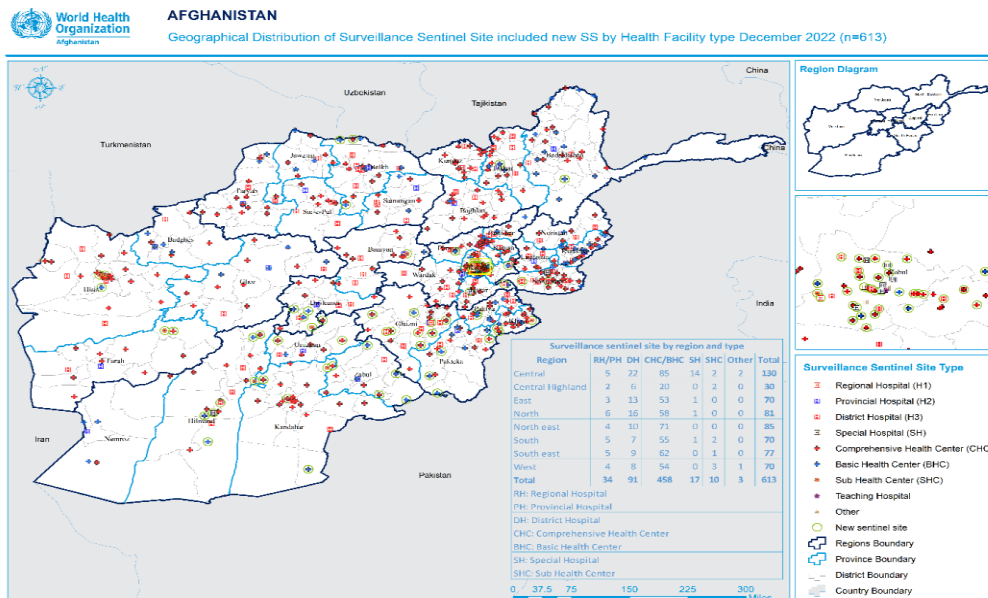 World Health
Organization
Afghanistan
AFGHANISTAN
Geographical Distribution of Surveillance Sentinel Site included new SS by Health Facility type December 2022 (n=613)
China
Uzbekistan
Tajikistan
Turkmenistan
China
Jawzjan
Balkh
Kunduz
Badakhshan
Faryab
Sar-e-Pul
Samangan
Baghlan
Badghis
Bamyan
Nuristan
Hirat
Ghor
Wardak
Ghazni
Uruzgan
Farah
Zabul
Paktika
Hilmand
Kandahar
Nimroz
India
Iran
Pakistan
Surveillance sentinel site by region and type
Region RH/PH DH CHC/BHC SH SHC Other Total
Central 5 22 85 14 2 2 130
Central Highland 2 6 20 0 2 0 30
East 3 13 53 1 0 0 70
North 6 16 58 1 0 0 81
North east 4 10 71 0 0 0 85
South 5 7 55 1 2 0 70
South east 5 9 62 0 1 0 77
West 4 8 54 0 3 1 70
Total 34 91 458 17 10 3 613
RH: Regional Hospital
PH: Provincial Hospital
DH: District Hospital
CHC: Comprehensive Health Center
BHC: Basic Health Center
SH: Special Hospital
SHC: Sub Health Center
0 37.5 75 150 225 300
Miles
Region Diagram
Kabul
Surveillance Sentinel Site Type
Regional Hospital (H1)
Provincial Hospital (H2)
District Hospital (H3)
Special Hospital (SH)
Comprehensive Health Center (CHC
Basic Health Center (BHC)
Sub Health Center (SHC)
Teaching Hospital
Other
New sentinel site
Regions Boundary
Province Boundary
District Boundary
Country Boundary